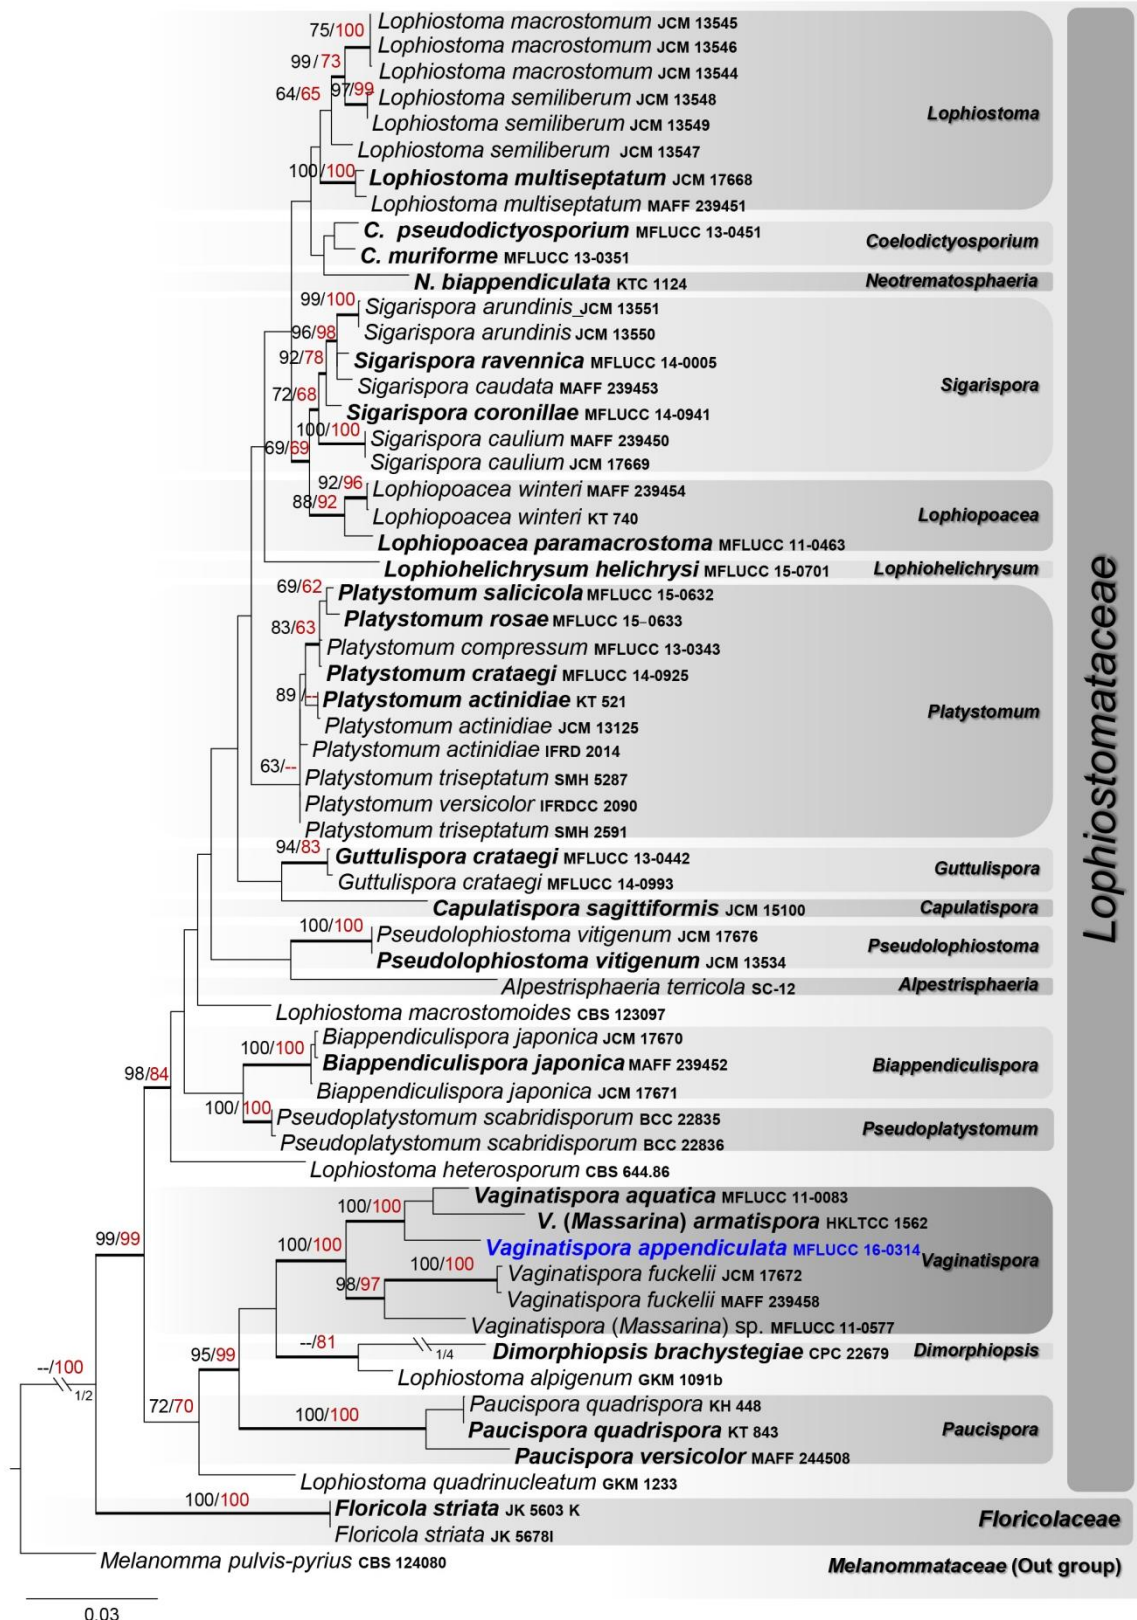 75/100
Lophiostoma macrostomum JCM 13545
Lophiostoma macrostomum JCM 13546
99/73
Lophiostoma macrostomum JCM 13544
64/65
97/99
Lophiostoma semiliberum JCM 13548
Lophiostoma
Lophiostoma semiliberum JCM 13549
Lophiostoma semiliberum JCM 13547
100/100
Lophiostoma multiseptatum JCM 17668
Lophiostoma multiseptatum MAFF 239451
C. pseudodictyosporium MFLUCC 13-0451
Coelodictyosporium
C. muriforme MFLUCC 13-0351
N. biappendiculata KTC 1124
Neotrematosphaeria
99/100
Sigarispora arundinis_JCM 13551
96/98
Sigarispora arundinis JCM 13550
92/78
Sigarispora ravennica MFLUCC 14-0005
72/68
Sigarispora caudata MAFF 239453
Sigarispora
Sigarispora coronillae MFLUCC 14-0941
100/100
Sigarispora caulium MAFF 239450
69/69
Sigarispora caulium JCM 17669
92/96
Lophiopoacea winteri MAFF 239454
88/92
Lophiopoacea winteri KT 740
Lophiopoacea
Lophiopoacea paramacrostoma MFLUCC 11-0463
Lophiohelichrysum helichrysi MFLUCC 15-0701
Lophiohelichrysum
69/62
Platystomum salicicola MFLUCC 15-0632
83/63
Platystomum rosae MFLUCC 15–0633
Platystomum compressum MFLUCC 13-0343
Platystomum crataegi MFLUCC 14-0925
89 /--
Platystomum actinidiae KT 521
Platystomum
Platystomum actinidiae JCM 13125
Platystomum actinidiae IFRD 2014
63/--
Platystomum triseptatum SMH 5287
Platystomum versicolor IFRDCC 2090
Platystomum triseptatum SMH 2591
94/83
Guttulispora crataegi MFLUCC 13-0442
Guttulispora
Guttulispora crataegi MFLUCC 14-0993
Capulatispora sagittiformis JCM 15100
Capulatispora
100/100
Pseudolophiostoma vitigenum JCM 17676
Pseudolophiostoma
Pseudolophiostoma vitigenum JCM 13534
Alpestrisphaeria terricola SC-12
Alpestrisphaeria
Lophiostoma macrostomoides CBS 123097
Biappendiculispora japonica JCM 17670
100/100
Biappendiculispora japonica MAFF 239452
Biappendiculispora
98/84
Biappendiculispora japonica JCM 17671
100/100
Pseudoplatystomum scabridisporum BCC 22835
Pseudoplatystomum
Pseudoplatystomum scabridisporum BCC 22836
Lophiostoma heterosporum CBS 644.86
Vaginatispora aquatica MFLUCC 11-0083
100/100
V. (Massarina) armatispora HKLTCC 1562
99/99
100/100
Vaginatispora appendiculata MFLUCC 16-0314
Vaginatispora
100/100
Vaginatispora fuckelii JCM 17672
98/97
Vaginatispora fuckelii MAFF 239458
Vaginatispora (Massarina) sp. MFLUCC 11-0577
--/81
1/4
Dimorphiopsis brachystegiae CPC 22679
Dimorphiopsis
95/99
Lophiostoma alpigenum GKM 1091b
--/100
1/2
72/70
Paucispora quadrispora KH 448
100/100
Paucispora quadrispora KT 843
Paucispora
Paucispora versicolor MAFF 244508
Lophiostoma quadrinucleatum GKM 1233
Lophiostomataceae
100/100
Floricola striata JK 5603 K
Floricolaceae
Floricola striata JK 5678I
Melanomma pulvis-pyrius CBS 124080
Melanommataceae (Out group)
0.03